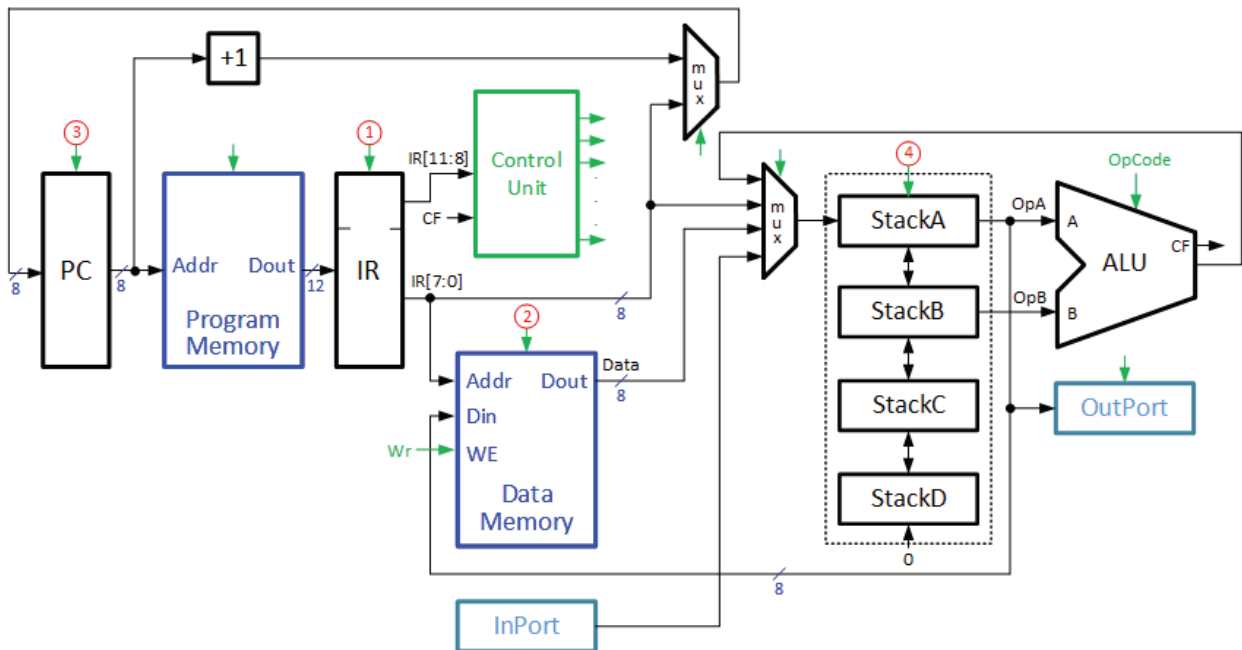 +1
m
u
x
3
1
IR[11:8]
Control
Unit
CF
4
OpCode
m
u
x
StackA
OpA
A
CF
ALU
PC
8
8
Addr
Dout
12
Program
Memory
IR
IR[7:0]
8
StackB
OpB
B
2
Addr
Dout
Data
8
Din
Wr
WE
Data
Memory
StackC
OutPort
StackD
0
8
InPort